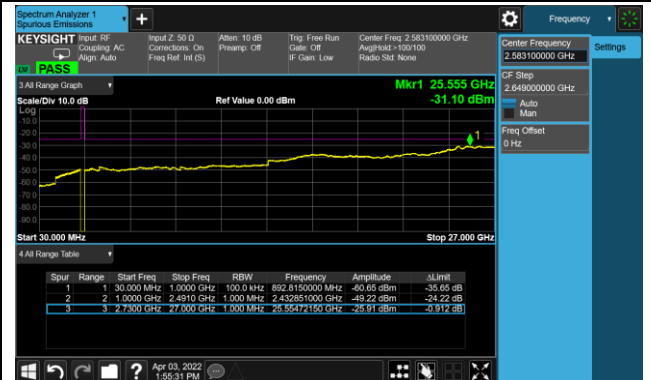 Spectrum Analyzer 1
Spurious Emissions
Frequency
KEYSIGHT Input: RF
Coupling: AC
Align: Auto
Input Z: 50 Ω
Corrections: On
Freq Ref: Int (S)
Atten: 10 dB
Preamp: Off
Trig: Free Run
Gate: Off
IF Gain: Low
Center Freq: 2.583100000 GHz
Avg|Hold:>100/100
Radio Std: None
PASS
Center Frequency
2.583100000 GHz
Settings
CF Step
2.649000000 GHz
Auto
Man
Freq Offset
0 Hz
3 All Range Graph
Mkr1 25.555 GHz
Scale/Div 10.0 dB
Ref Value 0.00 dBm
-31.10 dBm
Log
-10.0
-20.0
-30.0
-40.0
-50.0
-60.0
-70.0
-80.0
-90.0
1
Start 30.000 MHz
Stop 27.000 GHz
4 All Range Table
Spur Range Start Freq Stop Freq RBW Frequency Amplitude ΔLimit
1 1 30.000 MHz 1.0000 GHz 100.0 kHz 892.8150000 MHz -60.65 dBm -35.65 dB
2 2 1.0000 GHz 2.4910 GHz 1.000 MHz 2.432851000 GHz -49.22 dBm -24.22 dB
3 3 2.7300 GHz 27.000 GHz 1.000 MHz 25.55472150 GHz -25.91 dBm -0.912 dB
?
Apr 03, 2022
1:55:31 PM